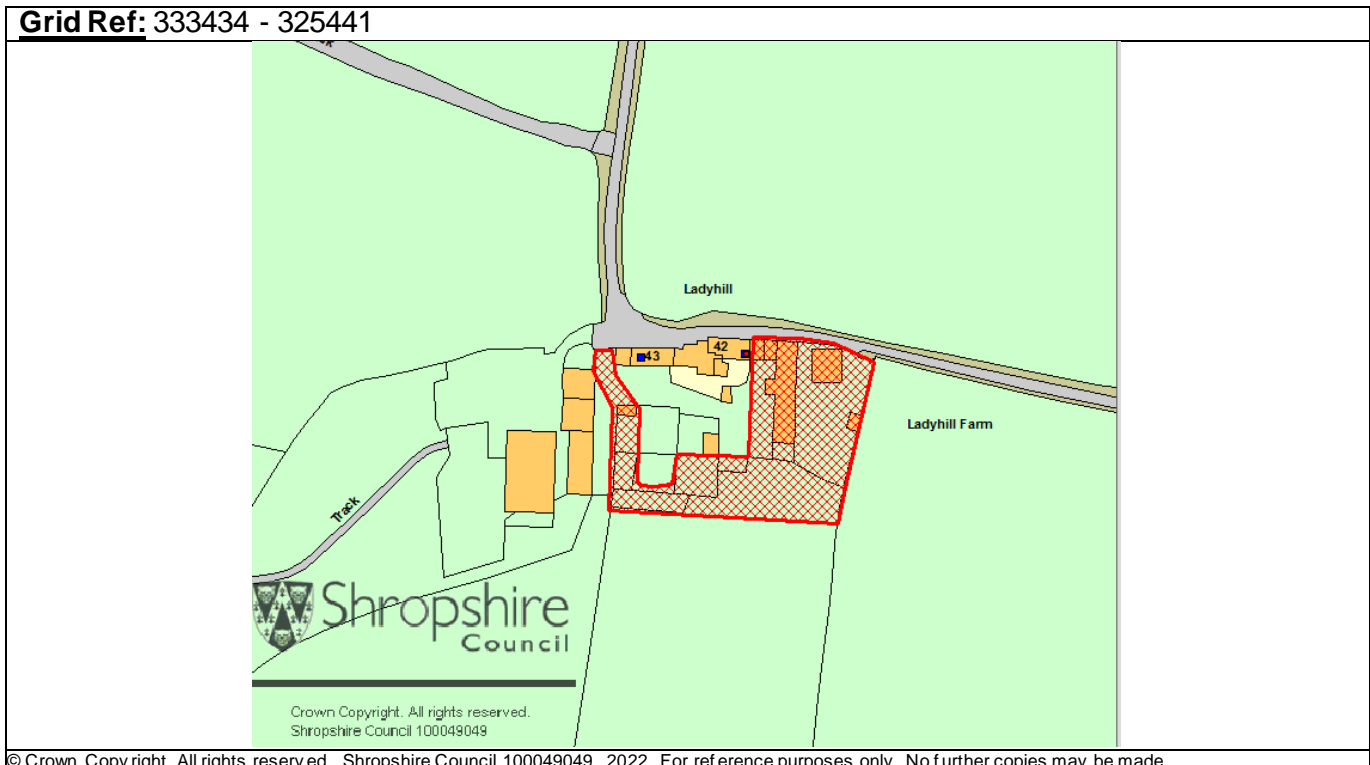 Grid Ref: 333434 - 325441
Ladyhill
43
42
Ladyhill Farm
Track
Shropshire
Council
Crown Copyright. All rights reserved.
Shropshire Council 100049049
© Crown Copyright. All rights reserved. Shropshire Council 100049049. 2022 For reference purposes only. No further copies may be made.